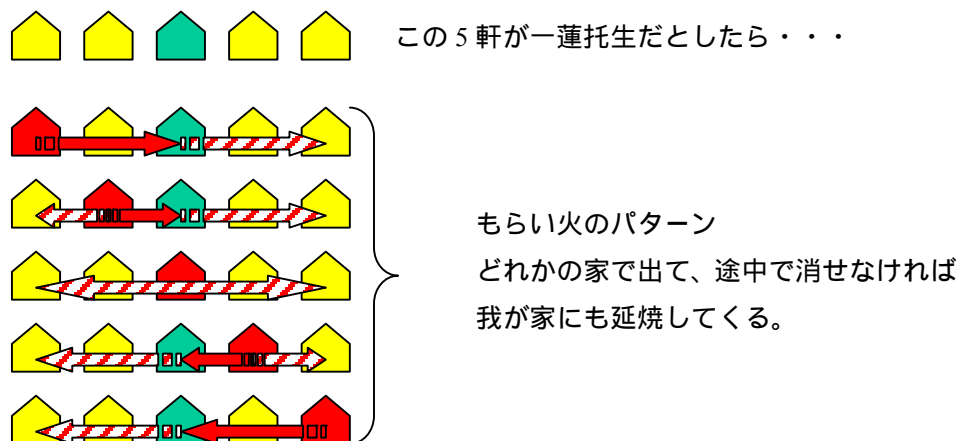 この5軒が一蓮托生だとしたら・・・
もらい火のパターン
どれかの家で出て、途中で消せなければ
我が家にも延焼してくる。